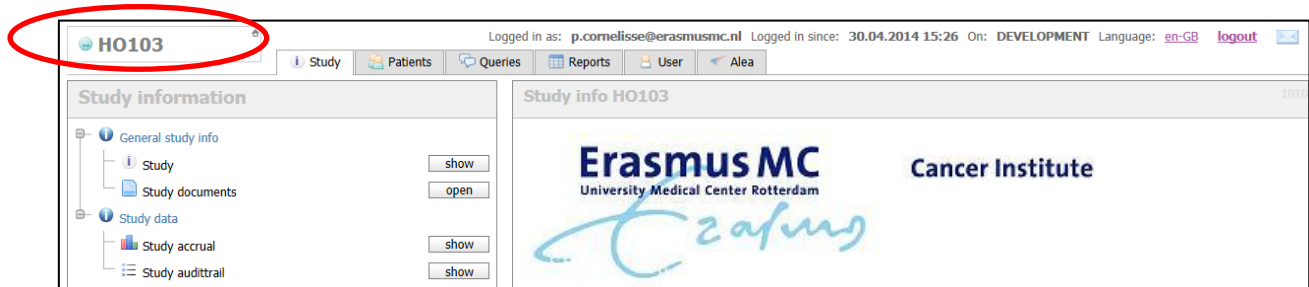 HO103
Logged in as: p.cornelisse@erasmusmc.nl Logged in since: 30.04.2014 15:26 On: DEVELOPMENT Language: en-GB logout
Study Patients Queries Reports User Alea
Study information
General study info
Study show
Study documents open
Study data
Study accrual show
Study audittrail show
Study info HO103 1010
Erasmus MC
University Medical Center Rotterdam
Erasmus
Cancer Institute